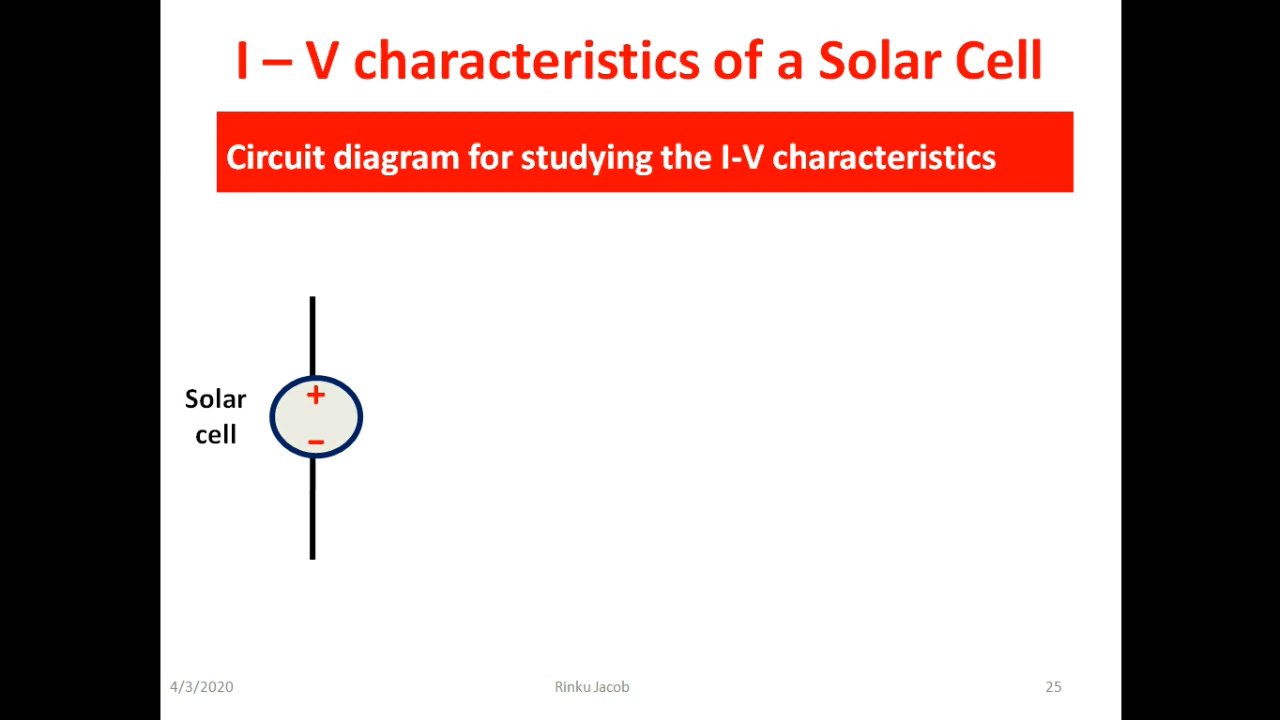 I – V characteristics of a Solar Cell
Circuit diagram for studying the I-V characteristics
Solar
cell
+
–
4/3/2020
Rinku Jacob
25